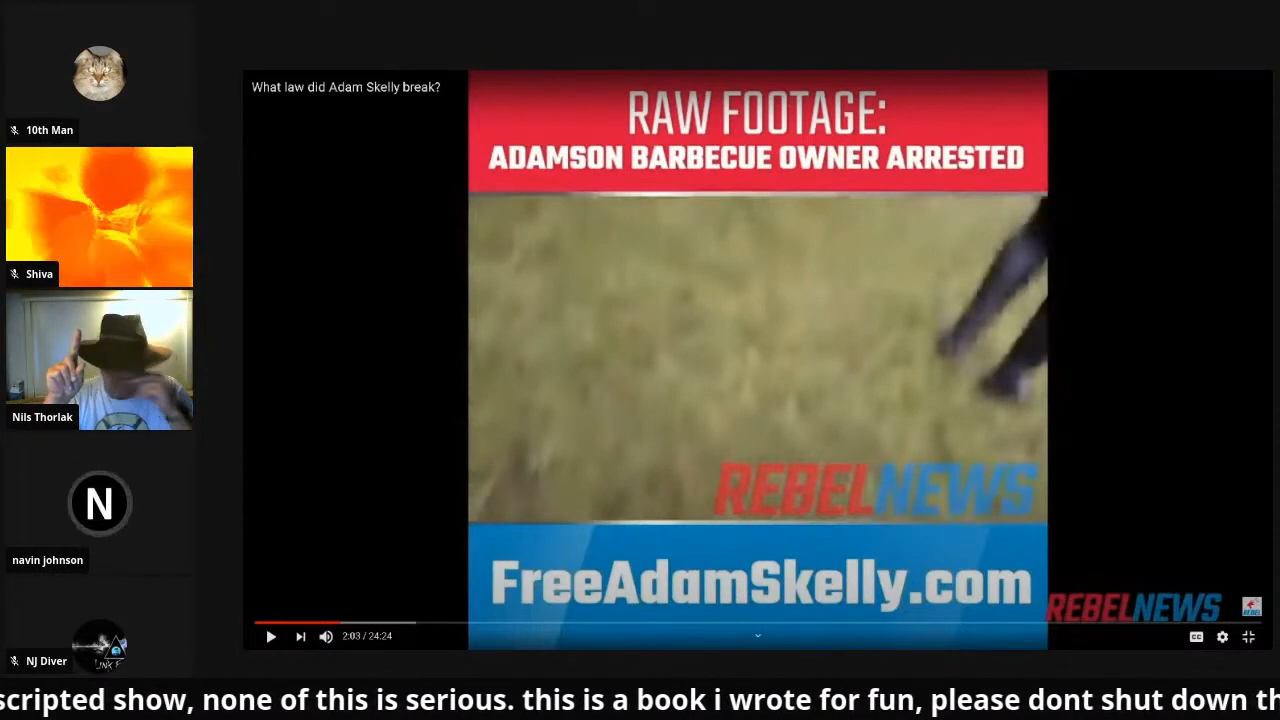 10th Man
Shiva
Nils Thorlak
N
navin johnson
NJ Diver
What law did Adam Skelly break?
RAW FOOTAGE:
ADAMSON BARBECUE OWNER ARRESTED
REBELNEWS
FreeAdamSkelly.com
REBELNEWS
2:03 / 24:24
scripted show, none of this is serious. this is a book i wrote for fun, please dont shut down th